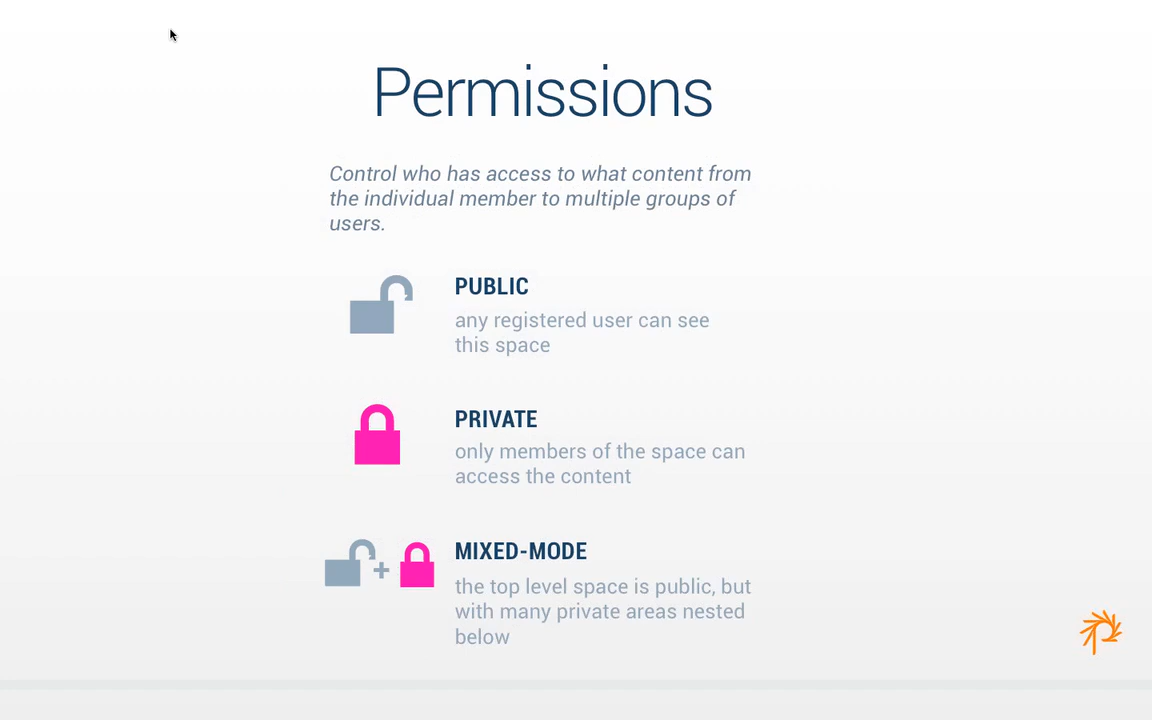 Permissions
Control who has access to what content from
the individual member to multiple groups of
users.
PUBLIC
any registered user can see
this space
PRIVATE
only members of the space can
access the content
MIXED-MODE
the top level space is public, but
with many private areas nested
below